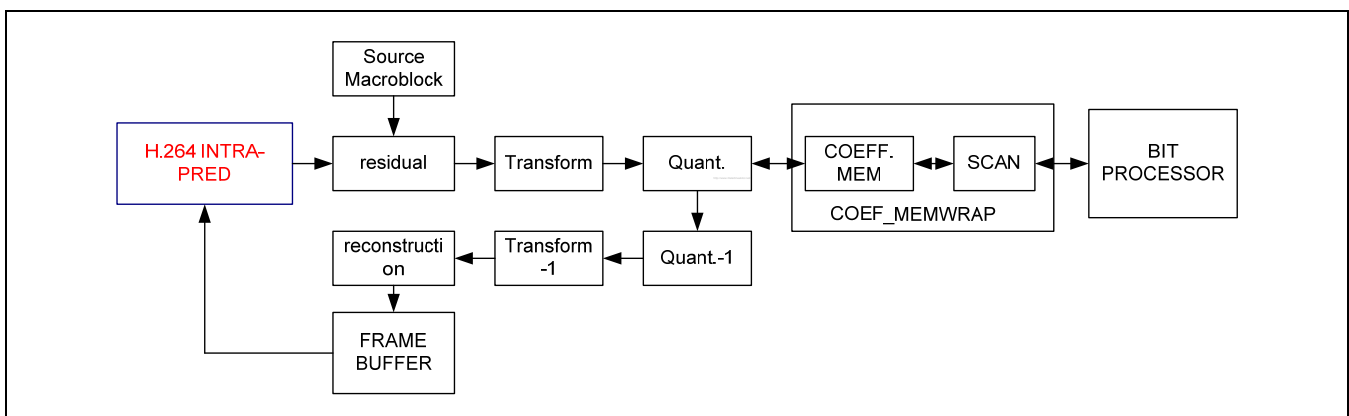 Source
Macroblock
H.264 INTRA-
PRED
residual
Transform
Quant.
COEFF.
MEM
SCAN
COEF_MEMWRAP
BIT
PROCESSOR
reconstructi
on
Transform
-1
Quant.-1
FRAME
BUFFER